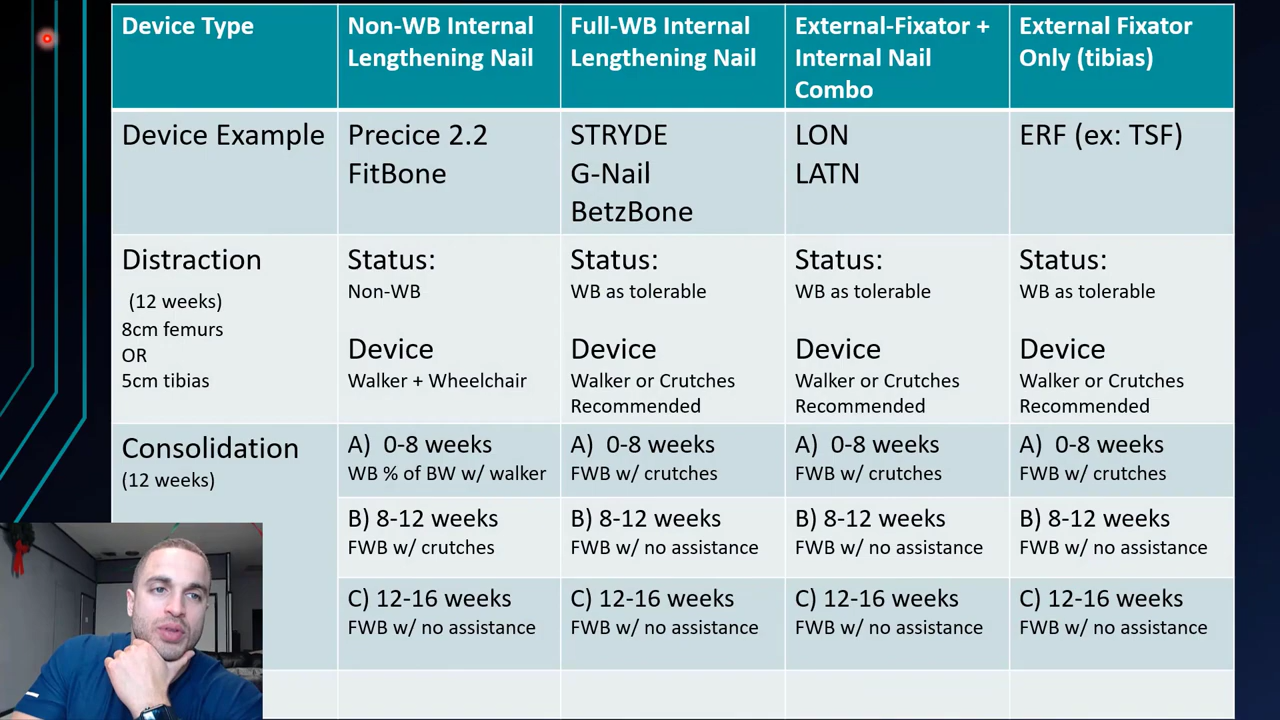 Device Type
Non-WB Internal
Lengthening Nail
Full-WB Internal
Lengthening Nail
External-Fixator +
Internal Nail
Combo
External Fixator
Only (tibias)
Device Example
Precice 2.2
FitBone
STRYDE
G-Nail
BetzBone
LON
LATN
ERF (ex: TSF)
Distraction
(12 weeks)
8cm femurs
OR
5cm tibias
Status:
Non-WB
Device
Walker + Wheelchair
Status:
WB as tolerable
Device
Walker or Crutches
Recommended
Status:
WB as tolerable
Device
Walker or Crutches
Recommended
Status:
WB as tolerable
Device
Walker or Crutches
Recommended
Consolidation
(12 weeks)
A) 0-8 weeks
WB % of BW w/ walker
A) 0-8 weeks
FWB w/ crutches
A) 0-8 weeks
FWB w/ crutches
A) 0-8 weeks
FWB w/ crutches
B) 8-12 weeks
FWB w/ crutches
B) 8-12 weeks
FWB w/ no assistance
B) 8-12 weeks
FWB w/ no assistance
B) 8-12 weeks
FWB w/ no assistance
C) 12-16 weeks
FWB w/ no assistance
C) 12-16 weeks
FWB w/ no assistance
C) 12-16 weeks
FWB w/ no assistance
C) 12-16 weeks
FWB w/ no assistance